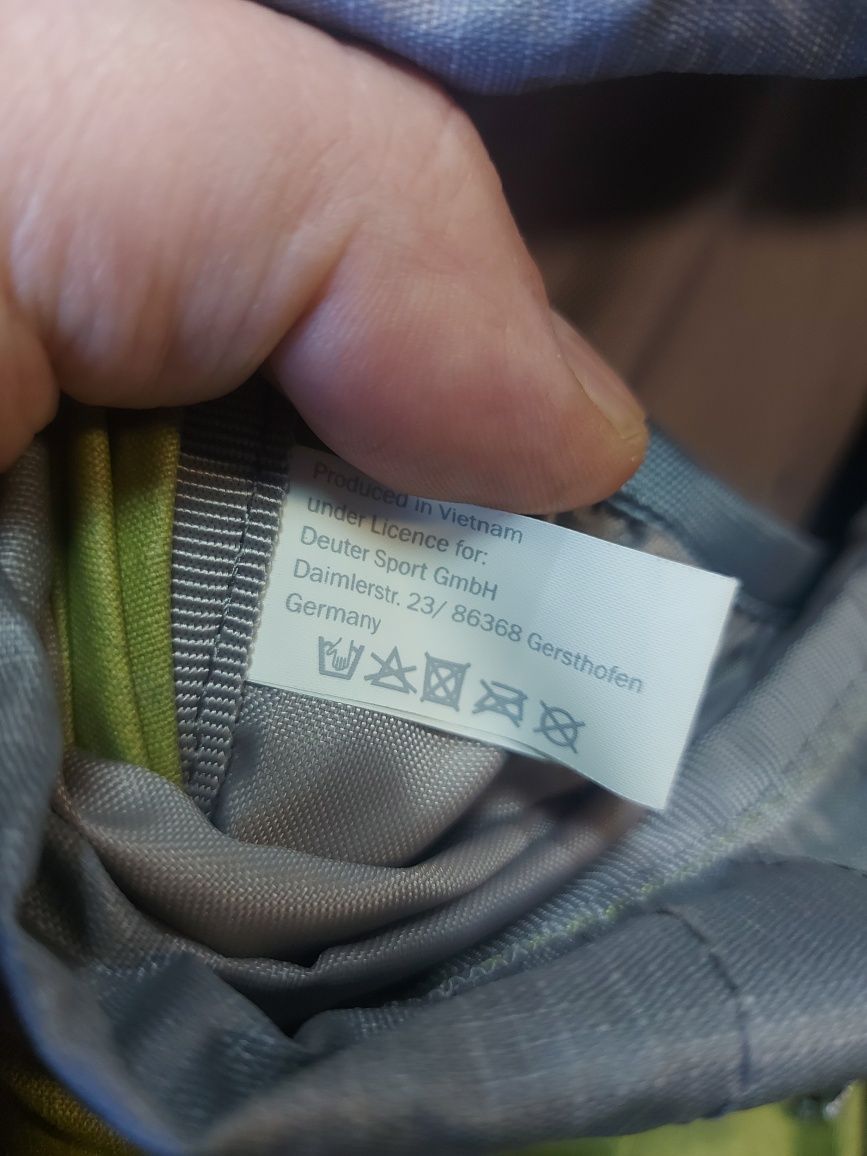 Produced in Vietnam
under Licence for:
Deuter Sport GmbH
Daimlerstr. 23/ 86368 Gersthofen
Germany